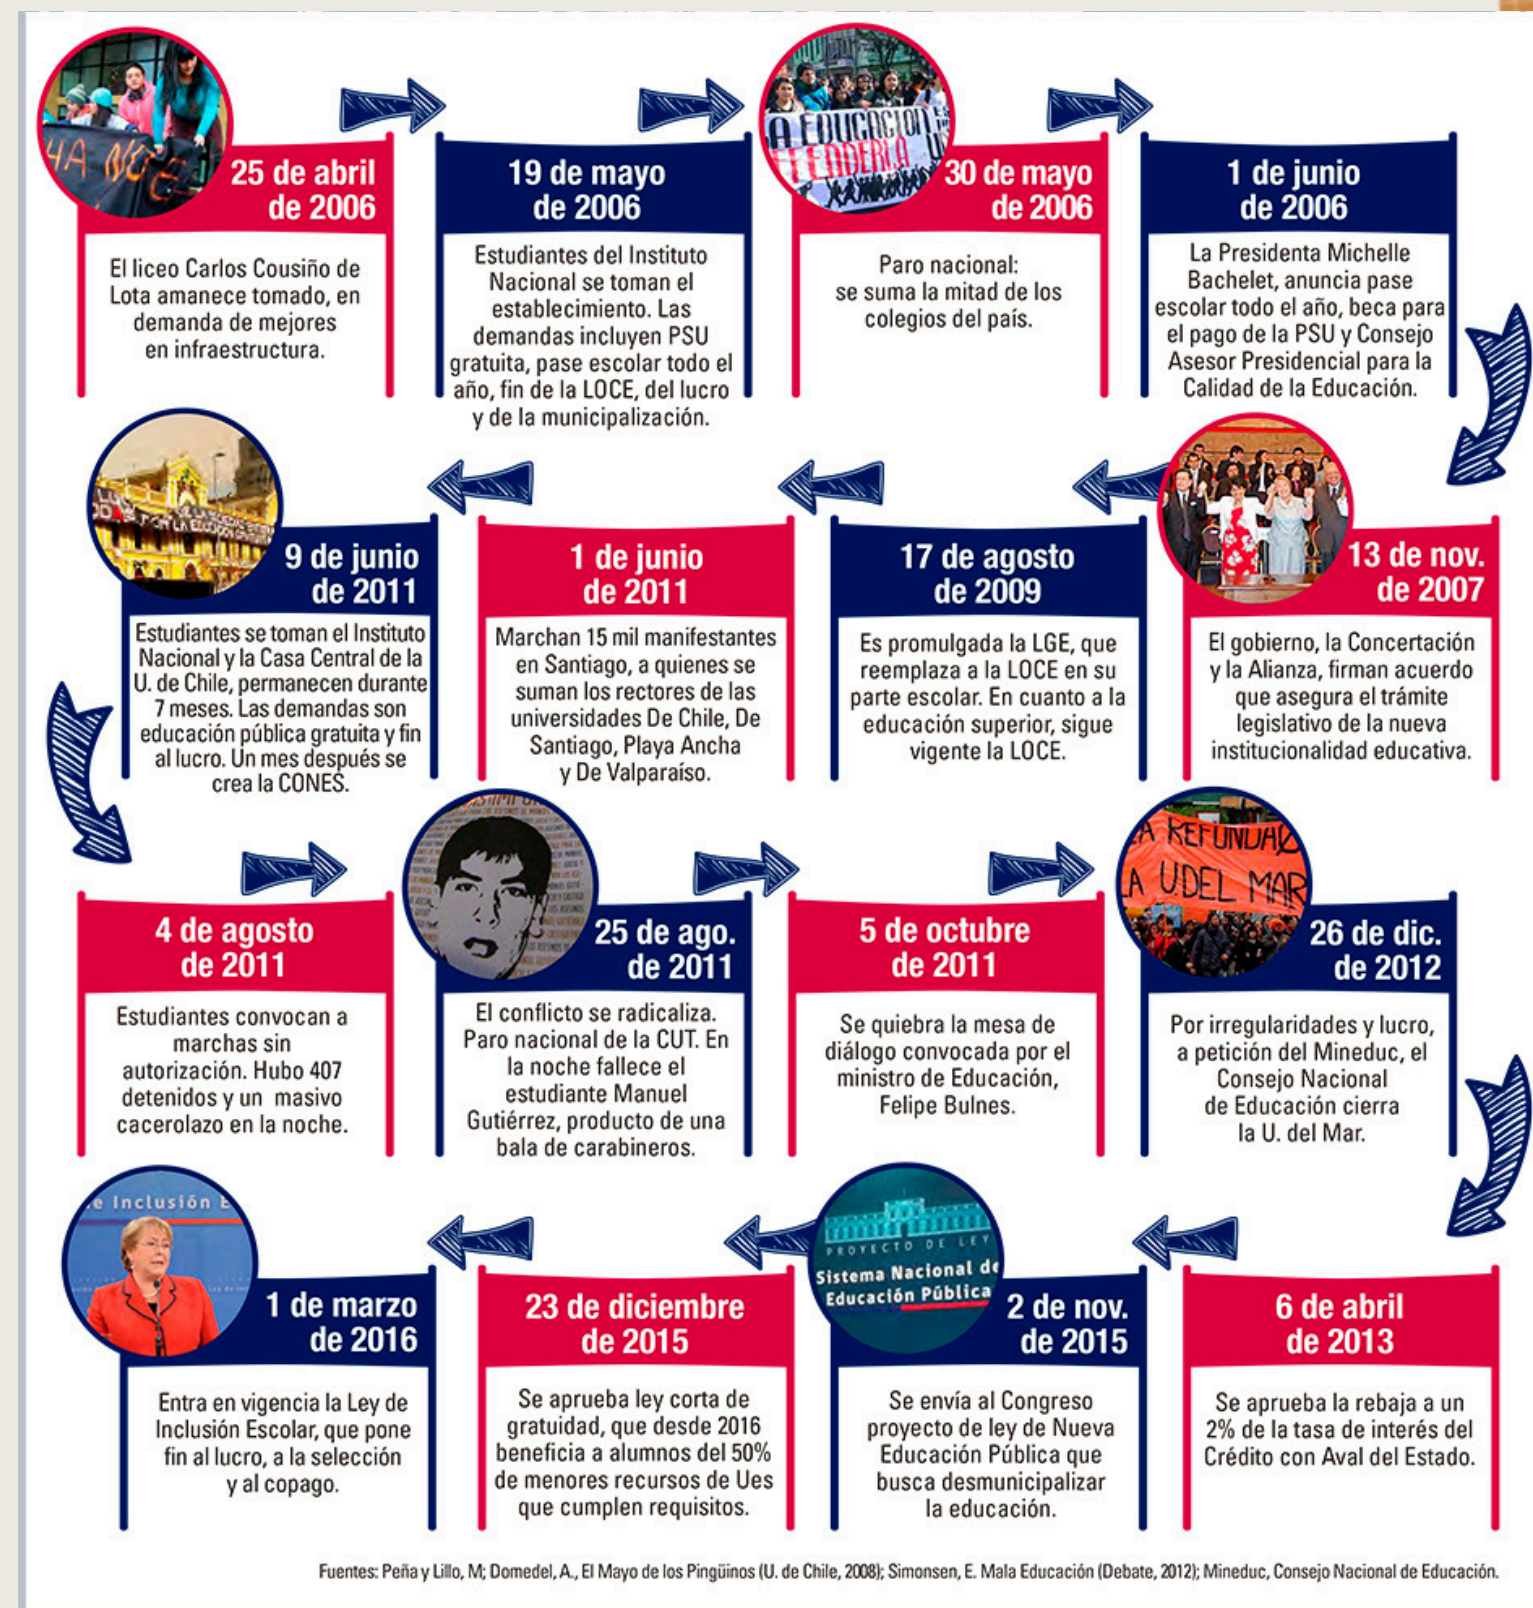 HA NO
25 de abril
de 2006
El liceo Carlos Cousiño de
Lota amanece tomado, en
demanda de mejores
en infraestructura.
19 de mayo
de 2006
Estudiantes del Instituto
Nacional se toman el
establecimiento. Las
demandas incluyen PSU
gratuita, pase escolar todo el
año, fin de la LOCE, del lucro
y de la municipalización.
A EDUCACION
FENDERLA
30 de mayo
de 2006
Paro nacional:
se suma la mitad de los
colegios del país.
1 de junio
de 2006
La Presidenta Michelle
Bachelet, anuncia pase
escolar todo el año, beca para
el pago de la PSU y Consejo
Asesor Presidencial para la
Calidad de la Educación.
13 de nov.
de 2007
El gobierno, la Concertación
y la Alianza, firman acuerdo
que asegura el trámite
legislativo de la nueva
institucionalidad educativa.
17 de agosto
de 2009
Es promulgada la LGE, que
reemplaza a la LOCE en su
parte escolar. En cuanto a la
educación superior, sigue
vigente la LOCE.
1 de junio
de 2011
Marchan 15 mil manifestantes
en Santiago, a quienes se
suman los rectores de las
universidades De Chile, De
Santiago, Playa Ancha
y De Valparaíso.
9 de junio
de 2011
Estudiantes se toman el Instituto
Nacional y la Casa Central de la
U. de Chile, permanecen durante
7 meses. Las demandas son
educación pública gratuita y fin
al lucro. Un mes después se
crea la CONES.
4 de agosto
de 2011
Estudiantes convocan a
marchas sin
autorización. Hubo 407
detenidos y un masivo
cacerolazo en la noche.
25 de ago.
de 2011
El conflicto se radicaliza.
Paro nacional de la CUT. En
la noche fallece el
estudiante Manuel
Gutiérrez, producto de una
bala de carabineros.
5 de octubre
de 2011
Se quiebra la mesa de
diálogo convocada por el
ministro de Educación,
Felipe Bulnes.
A REFUNDAC
A U DEL MAR
26 de dic.
de 2012
Por irregularidades y lucro,
a petición del Mineduc, el
Consejo Nacional
de Educación cierra
la U. del Mar.
6 de abril
de 2013
Se aprueba la rebaja a un
2% de la tasa de interés del
Crédito con Aval del Estado.
PROYECTO DE LEY
Sistema Nacional de
Educación Pública
2 de nov.
de 2015
Se envía al Congreso
proyecto de ley de Nueva
Educación Pública que
busca desmunicipalizar
la educación.
23 de diciembre
de 2015
Se aprueba ley corta de
gratuidad, que desde 2016
beneficia a alumnos del 50%
de menores recursos de Ues
que cumplen requisitos.
e Inclusión E
1 de marzo
de 2016
Entra en vigencia la Ley de
Inclusión Escolar, que pone
fin al lucro, a la selección
y al copago.
Fuentes: Peña y Lillo, M; Domedel, A., El Mayo de los Pingüinos (U. de Chile, 2008); Simonsen, E. Mala Educación (Debate, 2012); Mineduc, Consejo Nacional de Educación.